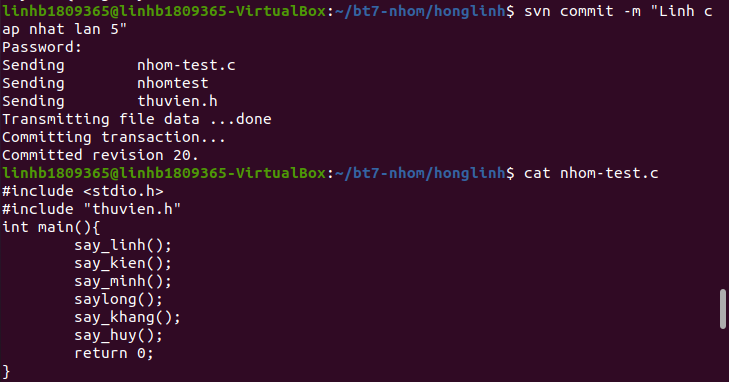 linhb1809365@linhb1809365-VirtualBox:~/bt7-nhom/honglinh$ svn commit -m "Linh c
ap nhat lan 5"
Password:
Sending        nhom-test.c
Sending        nhomtest
Sending        thuvien.h
Transmitting file data ...done
Committing transaction...
Committed revision 20.
linhb1809365@linhb1809365-VirtualBox:~/bt7-nhom/honglinh$ cat nhom-test.c
#include <stdio.h>
#include "thuvien.h"
int main(){
        say_linh();
        say_kien();
        say_minh();
        saylong();
        say_khang();
        say_huy();
        return 0;
}